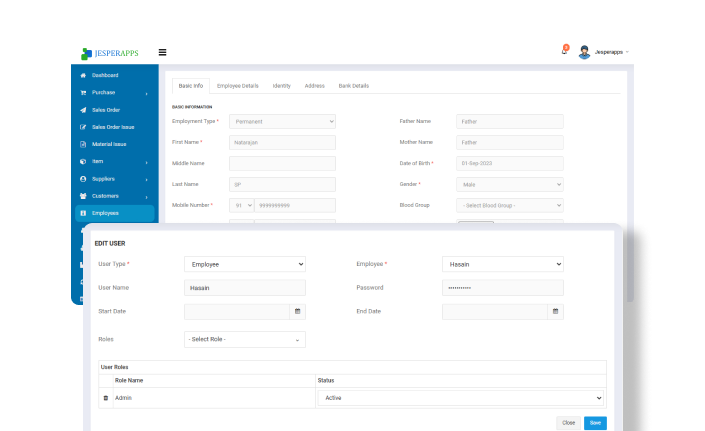 JESPERAPPS
Jesperapps
Dashboard
Purchase
Sales Order
Sales Order Issue
Material Issue
Item
Suppliers
Customers
Employees
Basic Info Employee Details Identity Address Bank Details
BASIC INFORMATION
Employment Type * Permanent Father Name Father
First Name * Natarajan Mother Name Father
Middle Name Date of Birth * 01-Sep-2020
Last Name SP Gender * Male
Mobile Number * 91 9999999999 Blood Group - Select Blood Group -
EDIT USER
User Type * Employee Employee * Hasain
User Name Hasain Password ***********
Start Date End Date
Roles - Select Role -
User Roles
Role Name Status
Admin Active
Close Save